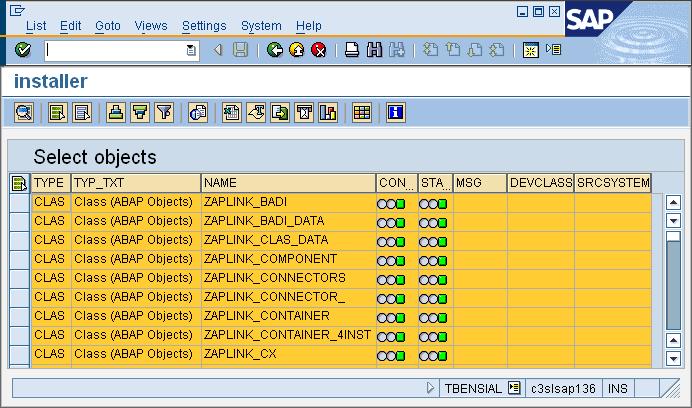 List Edit Goto Views Settings System Help
SAP
installer
Select objects
TYPE TYP_TXT NAME CON... STA... MSG DEVCLASS SRCSYSTEM
CLAS Class (ABAP Objects) ZAPLINK_BADI
CLAS Class (ABAP Objects) ZAPLINK_BADI_DATA
CLAS Class (ABAP Objects) ZAPLINK_CLAS_DATA
CLAS Class (ABAP Objects) ZAPLINK_COMPONENT
CLAS Class (ABAP Objects) ZAPLINK_CONNECTORS
CLAS Class (ABAP Objects) ZAPLINK_CONNECTOR_
CLAS Class (ABAP Objects) ZAPLINK_CONTAINER
CLAS Class (ABAP Objects) ZAPLINK_CONTAINER_4INST
CLAS Class (ABAP Objects) ZAPLINK_CX
TBENSIAL c3slsap136 INS